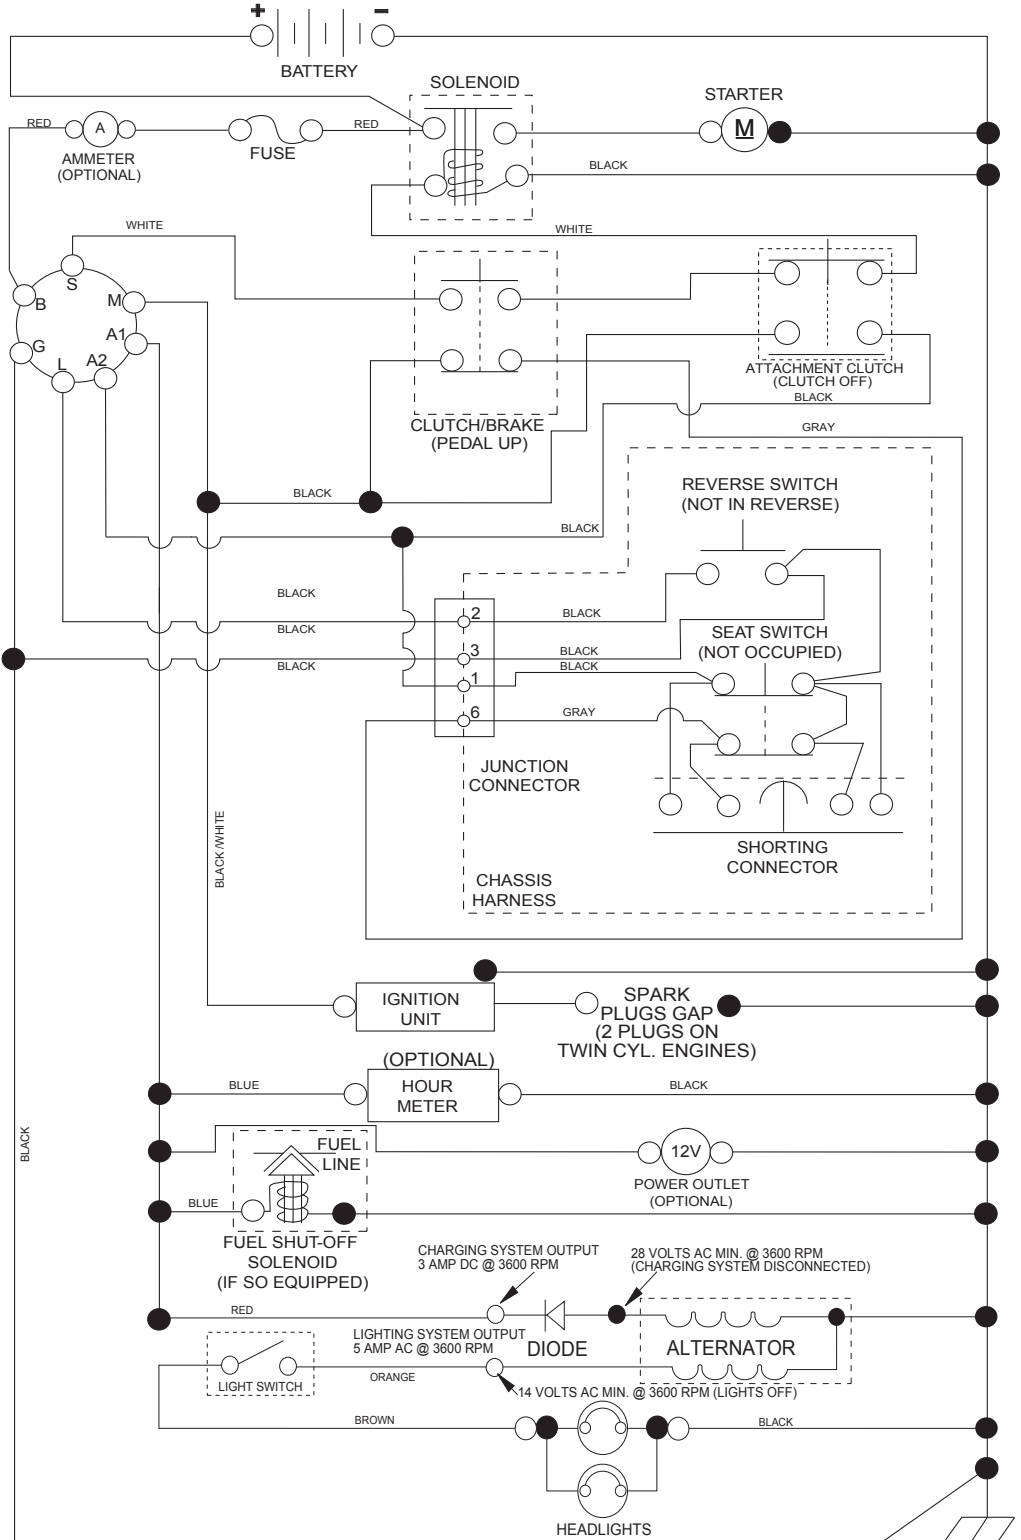 + −
BATTERY
SOLENOID
STARTER
RED
A
RED
M
FUSE
AMMETER
(OPTIONAL)
BLACK
WHITE
WHITE
S
B
M
A1
G
L
A2
ATTACHMENT CLUTCH
(CLUTCH OFF)
BLACK
CLUTCH/BRAKE
(PEDAL UP)
GRAY
REVERSE SWITCH
(NOT IN REVERSE)
BLACK
BLACK
BLACK
2
BLACK
BLACK
SEAT SWITCH
(NOT OCCUPIED)
3
BLACK
BLACK
BLACK
1
6
GRAY
JUNCTION
CONNECTOR
BLACK/WHITE
SHORTING
CONNECTOR
CHASSIS
HARNESS
IGNITION
UNIT
SPARK
PLUGS GAP
(2 PLUGS ON
TWIN CYL. ENGINES)
(OPTIONAL)
BLUE
HOUR
METER
BLACK
BLACK
FUEL
LINE
12V
POWER OUTLET
(OPTIONAL)
BLUE
FUEL SHUT-OFF
SOLENOID
(IF SO EQUIPPED)
CHARGING SYSTEM OUTPUT
3 AMP DC @ 3600 RPM
28 VOLTS AC MIN. @ 3600 RPM
(CHARGING SYSTEM DISCONNECTED)
RED
LIGHTING SYSTEM OUTPUT
5 AMP AC @ 3600 RPM
DIODE
ALTERNATOR
LIGHT SWITCH
ORANGE
14 VOLTS AC MIN. @ 3600 RPM (LIGHTS OFF)
BROWN
BLACK
HEADLIGHTS